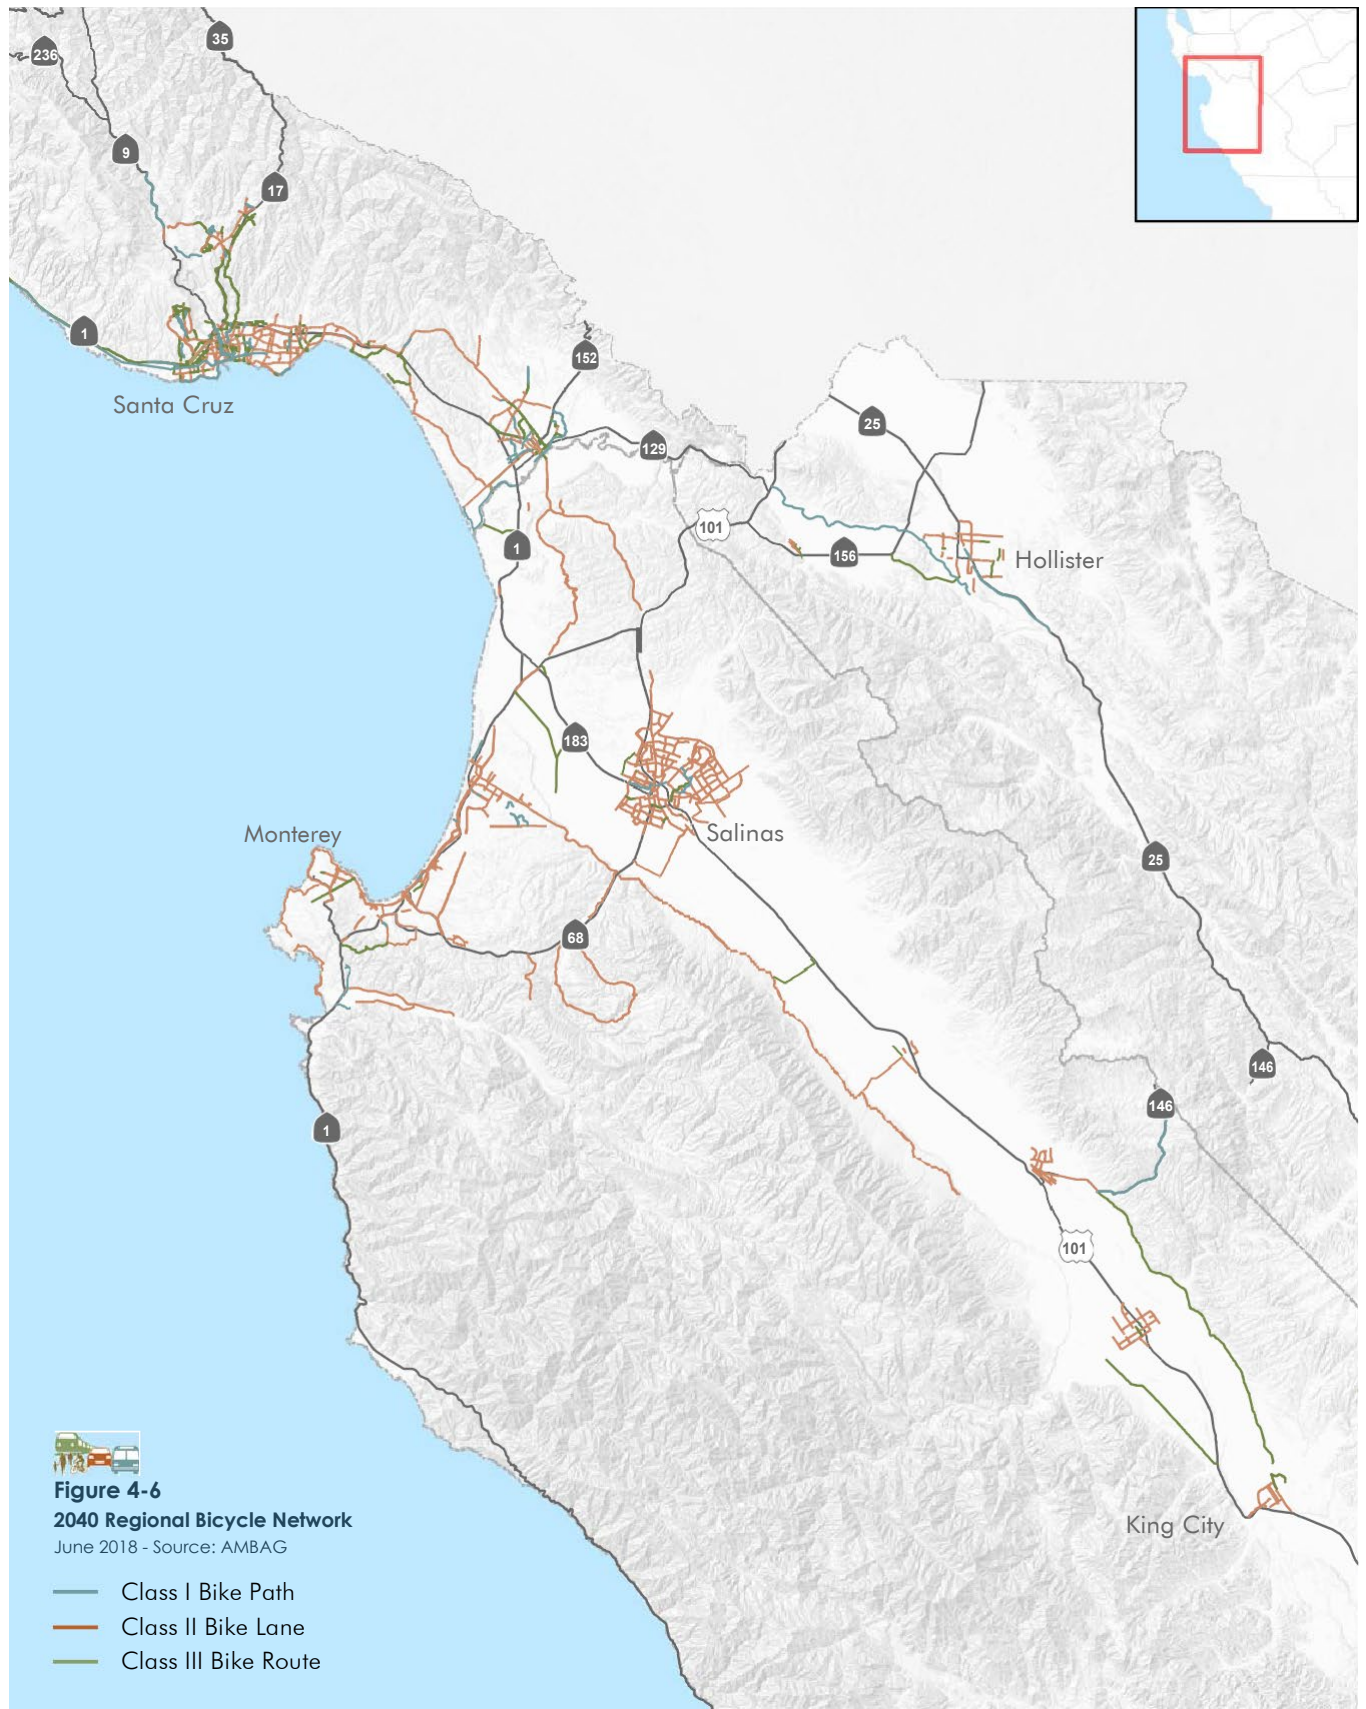 35
236
9
17
1
Santa Cruz
152
25
129
101
1
156
Hollister
183
Monterey
Salinas
25
68
146
146
1
101
King City
Figure 4-6
2040 Regional Bicycle Network
June 2018 - Source: AMBAG
Class I Bike Path
Class II Bike Lane
Class III Bike Route